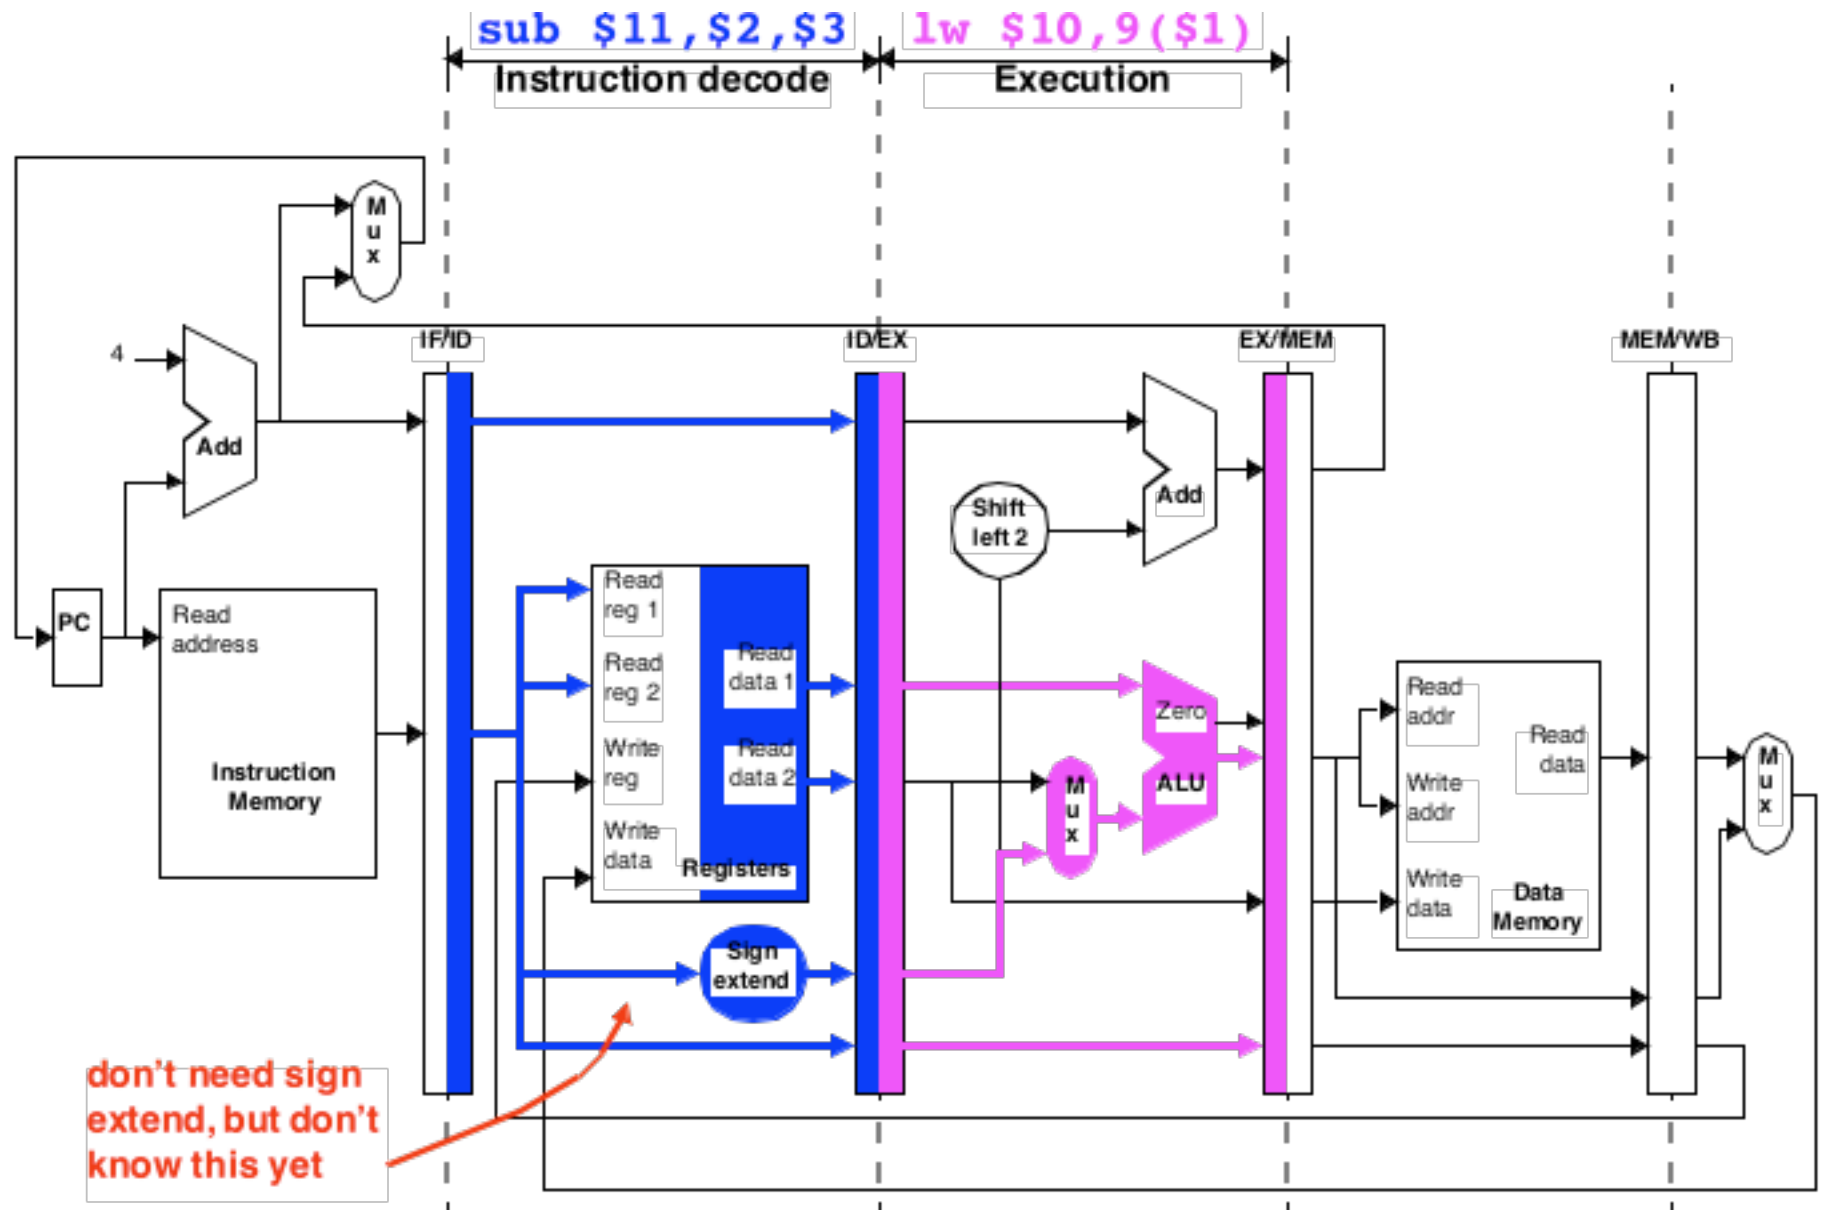 sub $11,$2,$3
lw $10,9($1)
Instruction decode
Execution
M
u
x
4
Add
IF/ID
ID/EX
EX/MEM
MEM/WB
Add
Shift
left 2
PC
Read
address
Instruction
Memory
Read
reg 1
Read
reg 2
Write
reg
Write
data
Read
data 1
Read
data 2
Registers
Sign
extend
M
u
x
Zero
ALU
Read
addr
Write
addr
Write
data
Read
data
Data
Memory
M
u
x
don't need sign
extend, but don't
know this yet